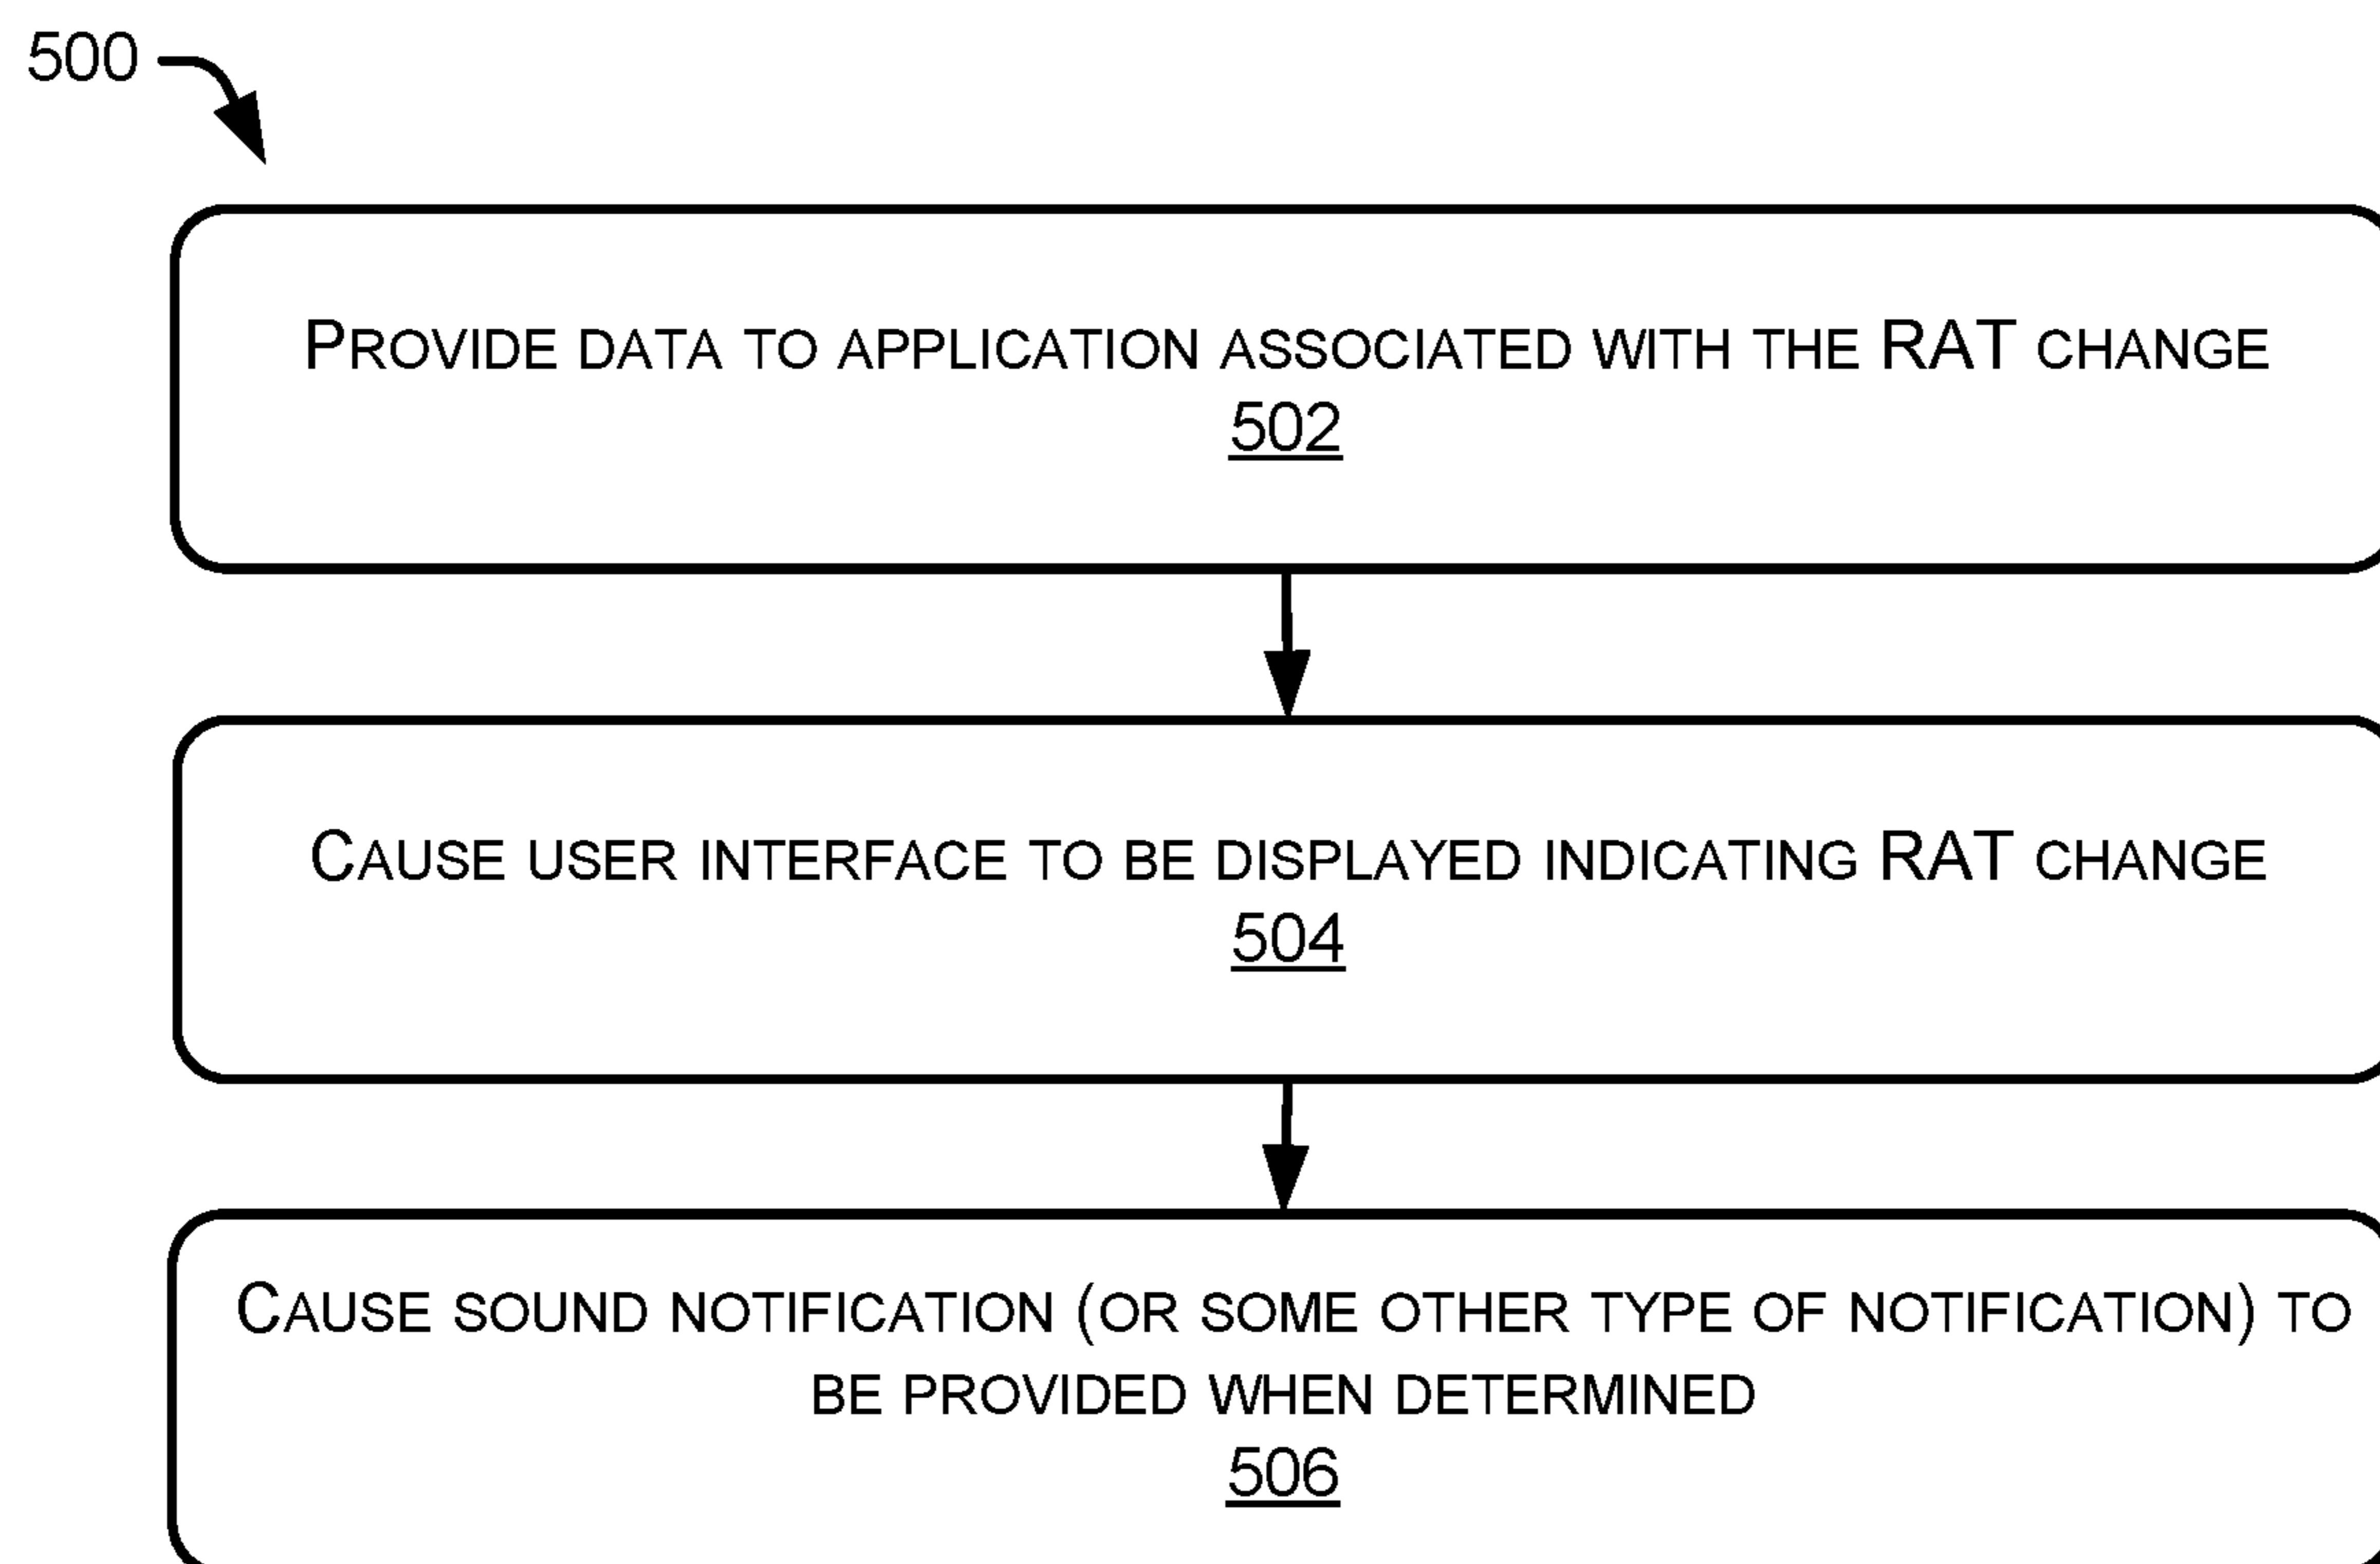 500
PROVIDE DATA TO APPLICATION ASSOCIATED WITH THE RAT CHANGE
502
CAUSE USER INTERFACE TO BE DISPLAYED INDICATING RAT CHANGE
504
CAUSE SOUND NOTIFICATION (OR SOME OTHER TYPE OF NOTIFICATION) TO
BE PROVIDED WHEN DETERMINED
506